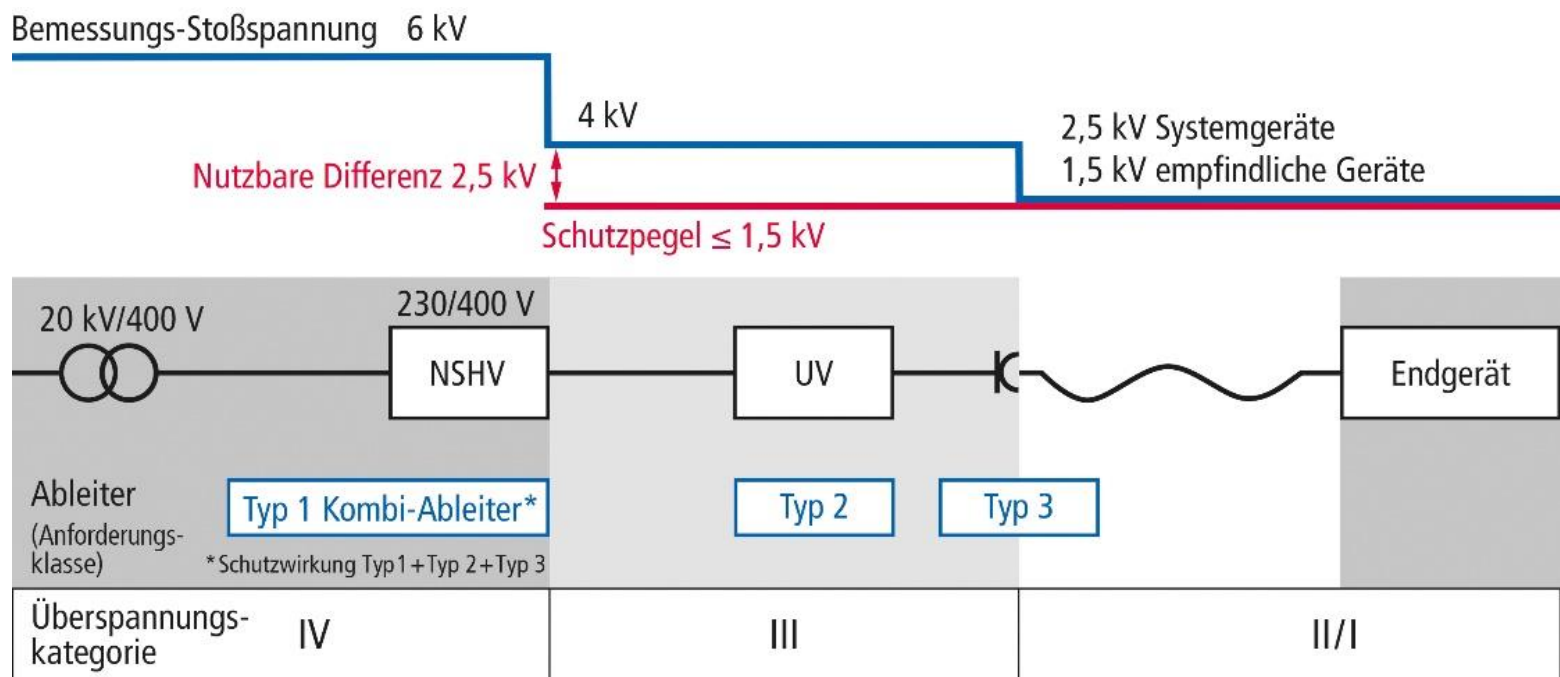 Bemessungs-Stoßspannung 6 kV
4 kV
2,5 kV Systemgeräte
1,5 kV empfindliche Geräte
Nutzbare Differenz 2,5 kV
Schutzpegel ≤ 1,5 kV
20 kV/400 V
230/400 V
NSHV
UV
Endgerät
Ableiter
(Anforderungs-
klasse)
Typ 1 Kombi-Ableiter*
*Schutzwirkung Typ 1 + Typ 2 + Typ 3
Typ 2
Typ 3
Überspannungs-
kategorie
IV
III
II/I